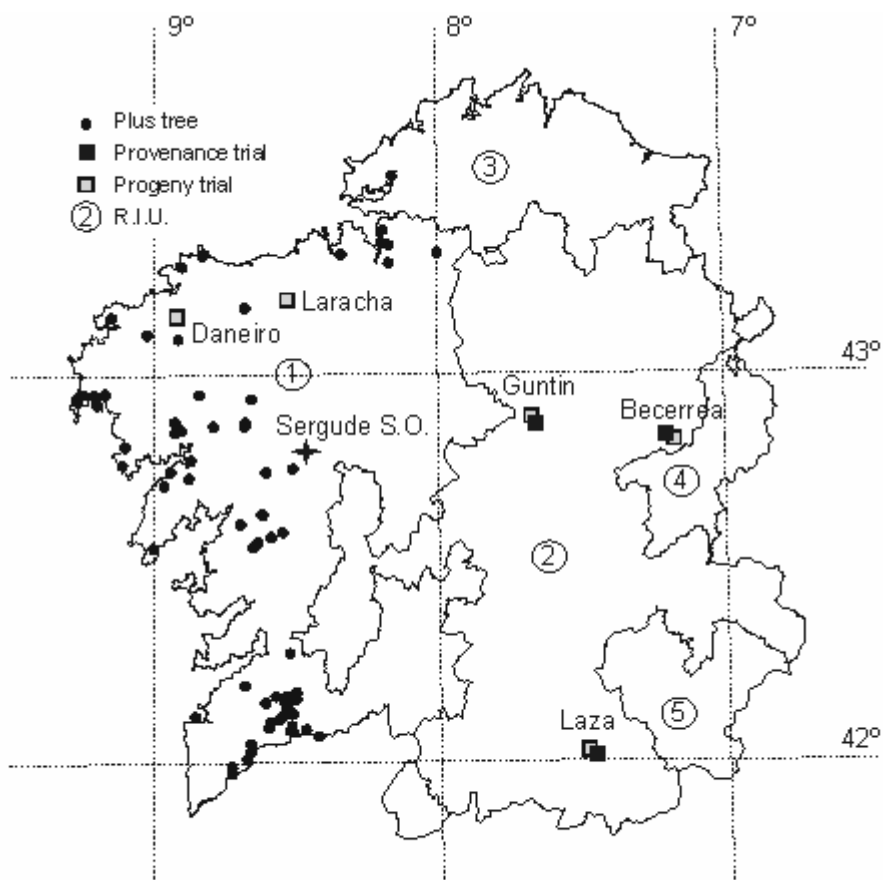 9º 8º 7º
Plus tree
Provenance trial
Progeny trial
② R.I.U.
③
Laracha
Daneiro
43º
①
Guntín
Becerrea
Sergude S.O.
④
②
⑤
Laza
42º